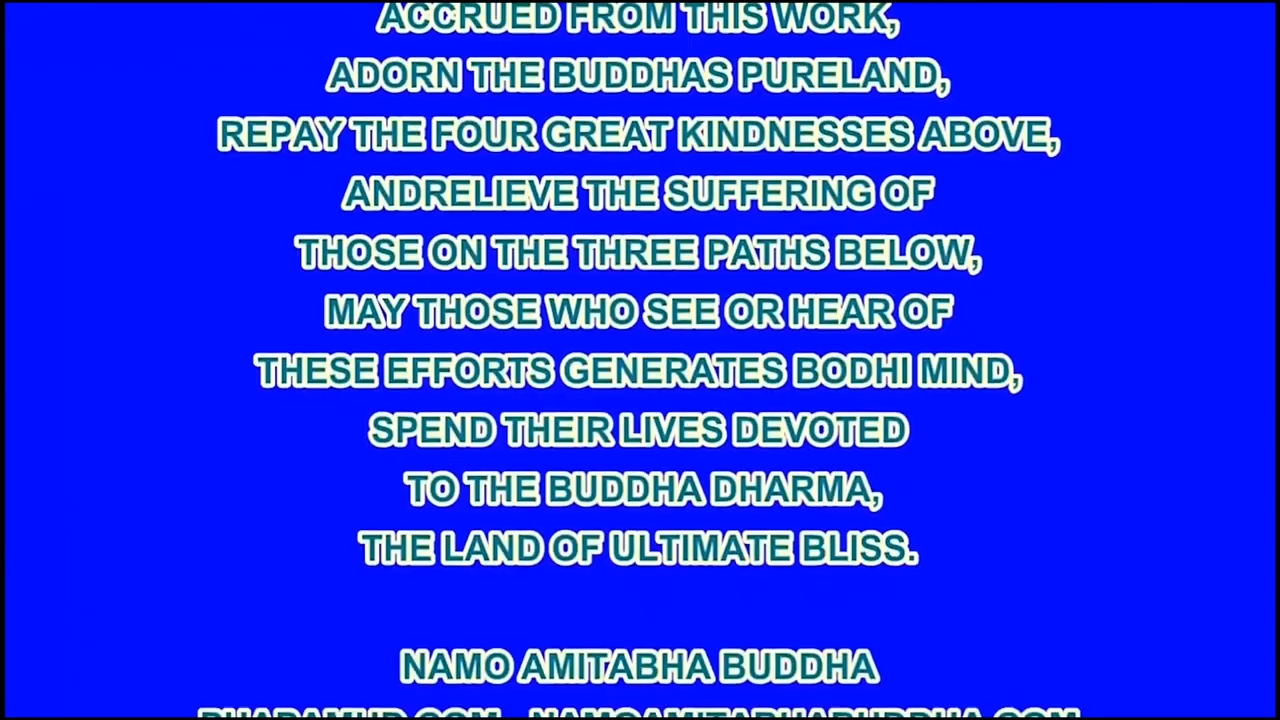 ACCRUED FROM THIS WORK,
ADORN THE BUDDHAS PURELAND,
REPAY THE FOUR GREAT KINDNESSES ABOVE,
ANDRELIEVE THE SUFFERING OF
THOSE ON THE THREE PATHS BELOW,
MAY THOSE WHO SEE OR HEAR OF
THESE EFFORTS GENERATES BODHI MIND,
SPEND THEIR LIVES DEVOTED
TO THE BUDDHA DHARMA,
THE LAND OF ULTIMATE BLISS.
NAMO AMITABHA BUDDHA